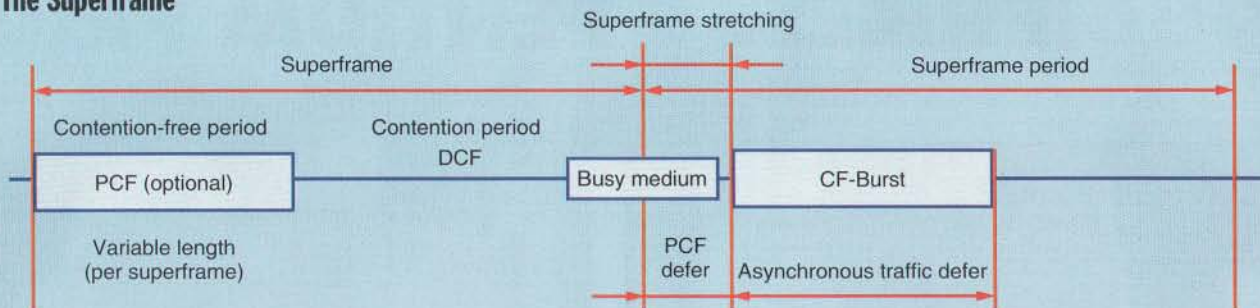 The Superframe
Superframe stretching
Superframe
Superframe period
Contention-free period
Contention period
DCF
PCF (optional)
Busy medium
CF-Burst
Variable length
(per superframe)
PCF
defer
Asynchronous traffic defer